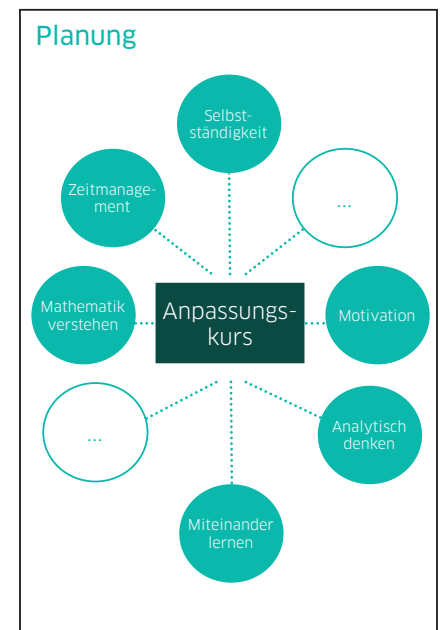 Planung
Selbst-
ständigkeit
Zeitmanage-
ment
...
Mathematik
verstehen
Anpassungs-
kurs
Motivation
...
Analytisch
denken
Miteinander
lernen